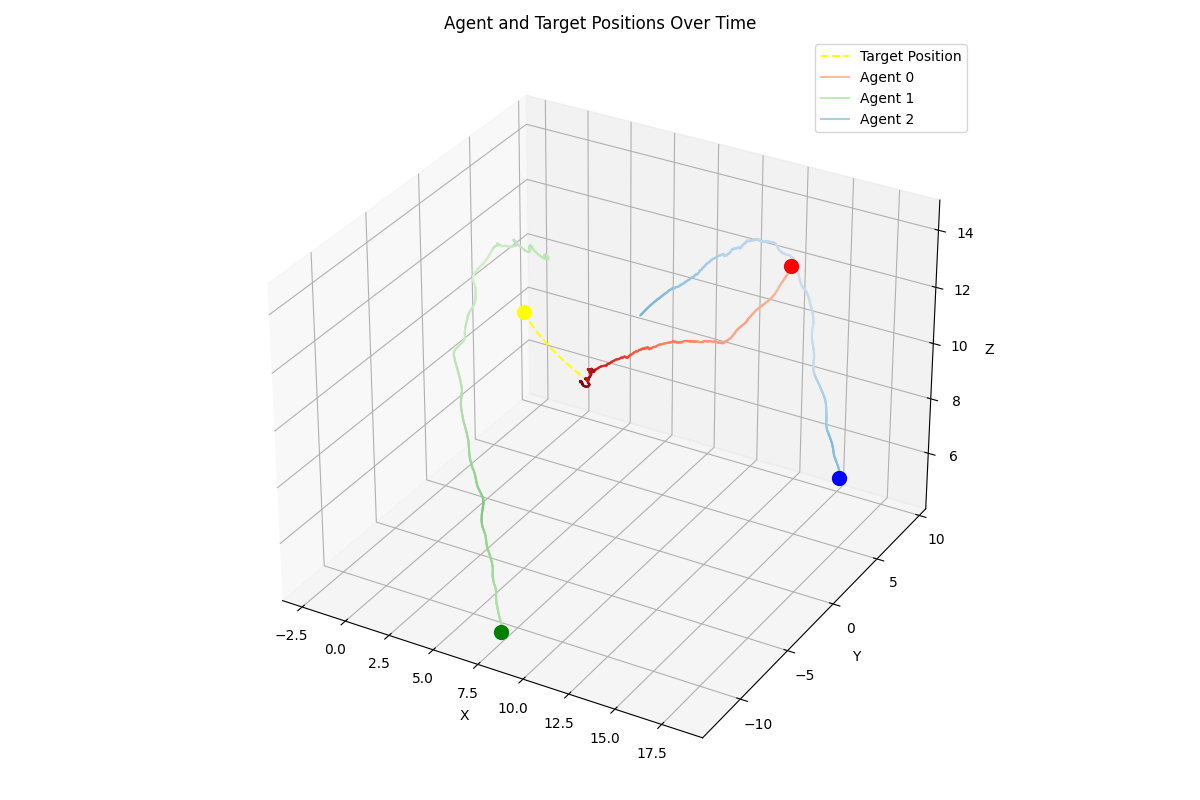 Agent and Target Positions Over Time
Target Position
Agent 0
Agent 1
Agent 2
14
12
10
8
6
Z
10
5
0
−5
−10
Y
−2.5
0.0
2.5
5.0
7.5
10.0
12.5
15.0
17.5
X